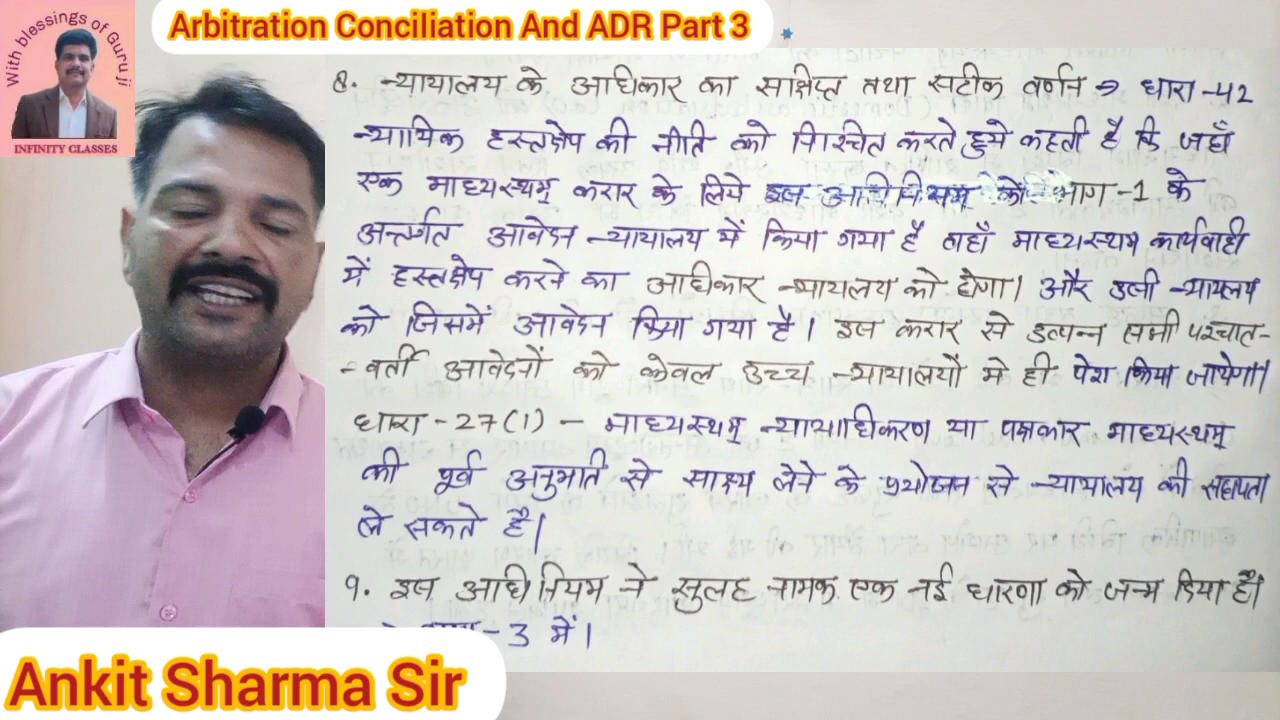 Arbitration Conciliation And ADR Part 3
With blessings of Guru ji
INFINITY CLASSES
8. न्यायालय के अधिकार का संक्षिप्त तथा सटीक वर्णन → धारा -42
न्यायिक हस्तक्षेप की नीति को निश्चित करते हुये कहती है कि जहाँ
एक माध्यस्थम् करार के लिये इस अधिनियम के भाग -1 के
अर्न्तगत आवेदन न्यायालय में किया गया है वहाँ माध्यस्थम कार्यवाही
में हस्तक्षेप करने का अधिकार न्यायलय को होगा। और उसी न्यायलय
को जिसमें आवेदन किया गया है। इस करार से उत्पन्न सभी पश्चात-
-वर्ती आवेदनों को केवल उच्च न्यायालयों मे ही पेश किया जायेगा।
धारा - 27(1) - माध्यस्थम् न्यायाधिकरण या पक्षकार माध्यस्थम्
की पूर्व अनुमति से साक्ष्य लेने के प्रयोजन से न्यायालय की सहायता
ले सकते है।
9. इस अधिनियम ने सुलह नामक एक नई धारणा को जन्म दिया है।
- 3 में।
Ankit Sharma Sir